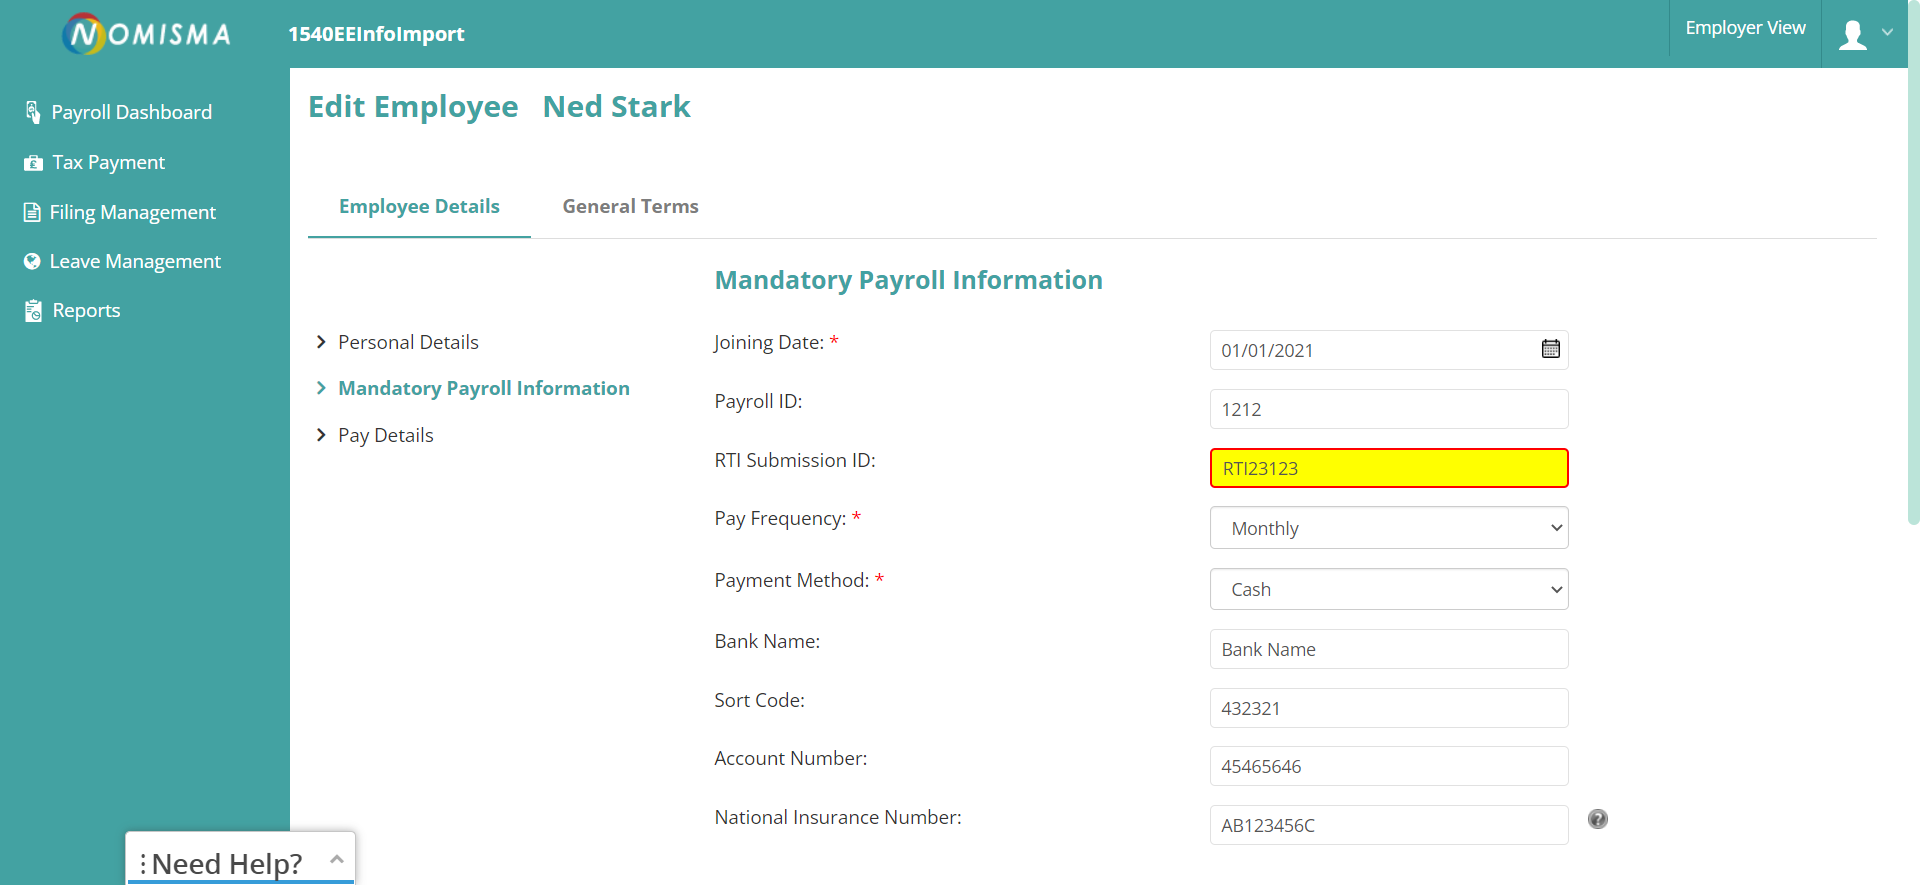 NOMISMA
1540EEInfoImport
Employer View
Payroll Dashboard
Tax Payment
Filing Management
Leave Management
Reports
Edit Employee Ned Stark
Employee Details
General Terms
Personal Details
Mandatory Payroll Information
Pay Details
Mandatory Payroll Information
Joining Date: * 01/01/2021
Payroll ID: 1212
RTI Submission ID: RTI23123
Pay Frequency: * Monthly
Payment Method: * Cash
Bank Name: Bank Name
Sort Code: 432321
Account Number: 45465646
National Insurance Number: AB123456C ?
Need Help?